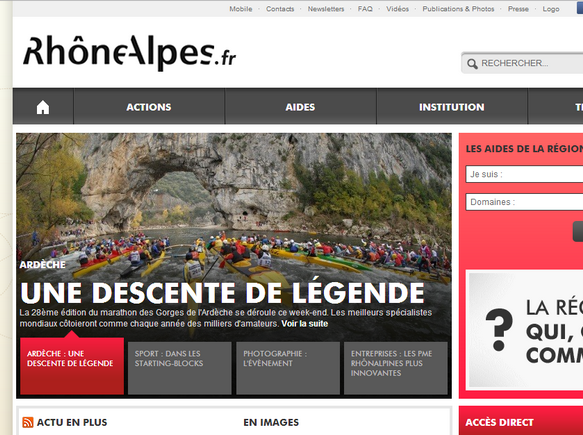 Mobile · Contacts · Newsletters · FAQ · Vidéos · Publications & Photos · Presse · Logo
RhôneAlpes.fr
RECHERCHER...
ACTIONS AIDES INSTITUTION
LES AIDES DE LA RÉGION
Je suis :
Domaines :
ARDÈCHE
UNE DESCENTE DE LÉGENDE
La 28ème édition du marathon des Gorges de l'Ardèche se déroule ce week-end. Les meilleurs spécialistes
mondiaux côtoieront comme chaque année des milliers d'amateurs. Voir la suite
ARDÈCHE : UNE
DESCENTE DE LÉGENDE
SPORT : DANS LES
STARTING-BLOCKS
PHOTOGRAPHIE :
L'ÉVÈNEMENT
ENTREPRISES : LES PME
RHÔNALPINES PLUS
INNOVANTES
?
LA RÉG
QUI,
COMM
ACTU EN PLUS
EN IMAGES
ACCÈS DIRECT